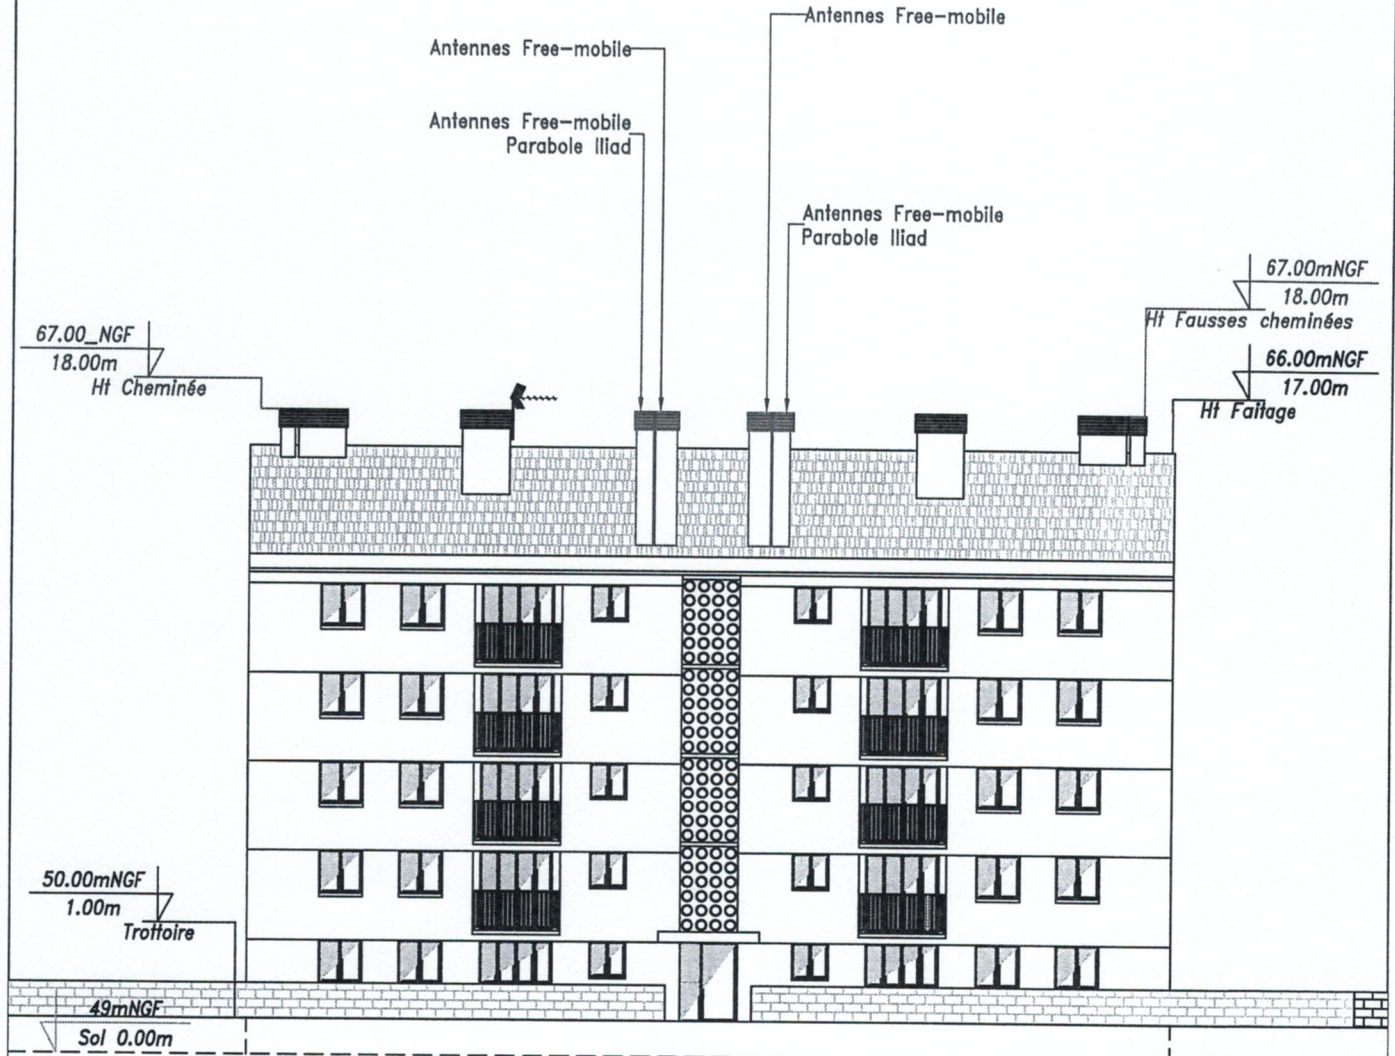 Antennes Free-mobile
Antennes Free-mobile
Antennes Free-mobile
Parabole Iliad
Antennes Free-mobile
Parabole Iliad
67.00mNGF
18.00m
Ht Fausses cheminées
67.00_NGF
18.00m
Ht Cheminée
66.00mNGF
17.00m
Ht Faitage
50.00mNGF
1.00m
Trottoire
49mNGF
Sol 0.00m